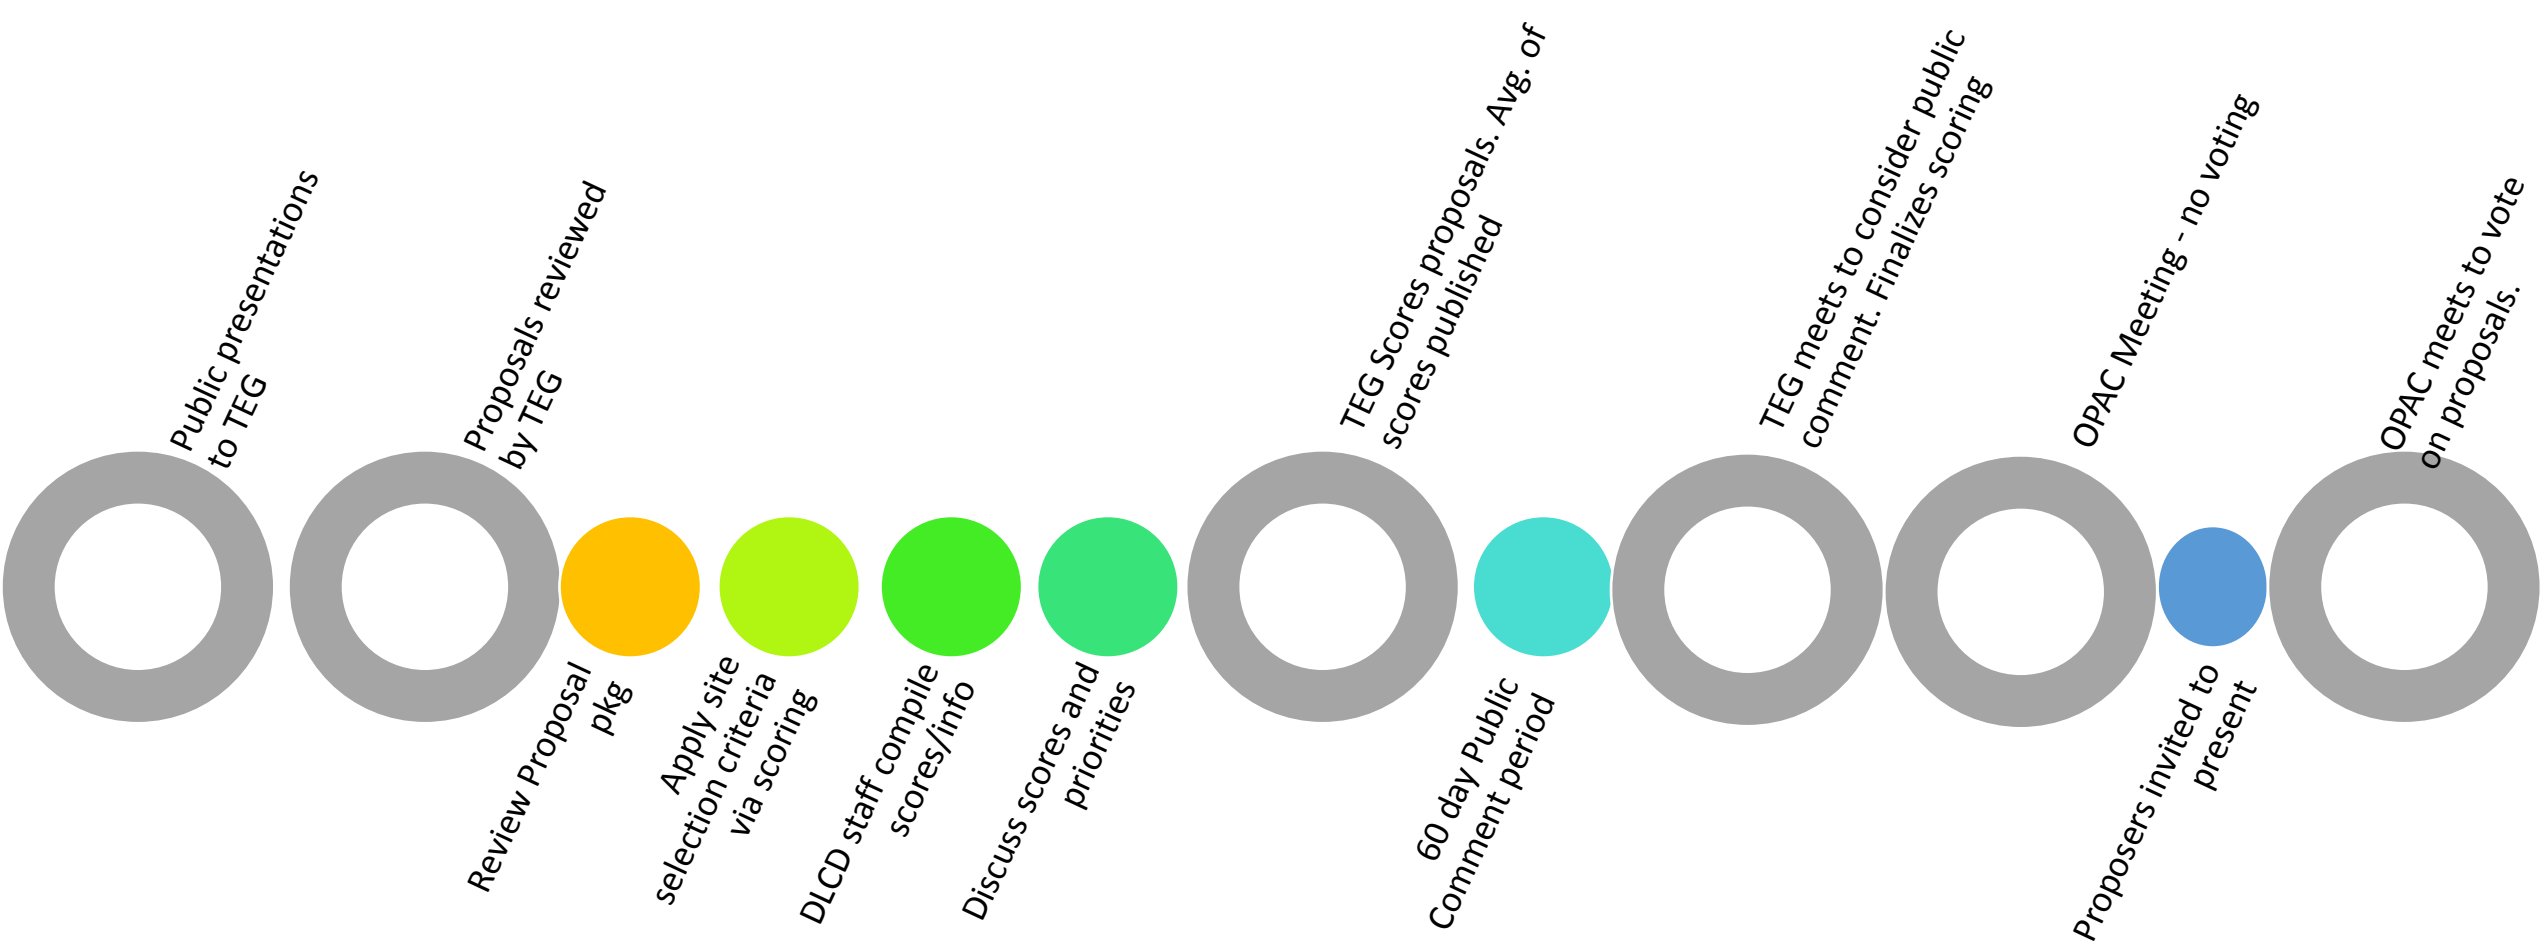 Public presentations
to TEG
Proposals reviewed
by TEG
Review Proposal
pkg
Apply site
selection criteria
via scoring
DLCD staff compile
scores/info
Discuss scores and
priorities
TEG Scores proposals. Avg. of
scores published
60 day Public
Comment period
TEG meets to consider public
comment. Finalizes scoring
OPAC Meeting - no voting
Proposers invited to
present
OPAC meets to vote
on proposals.